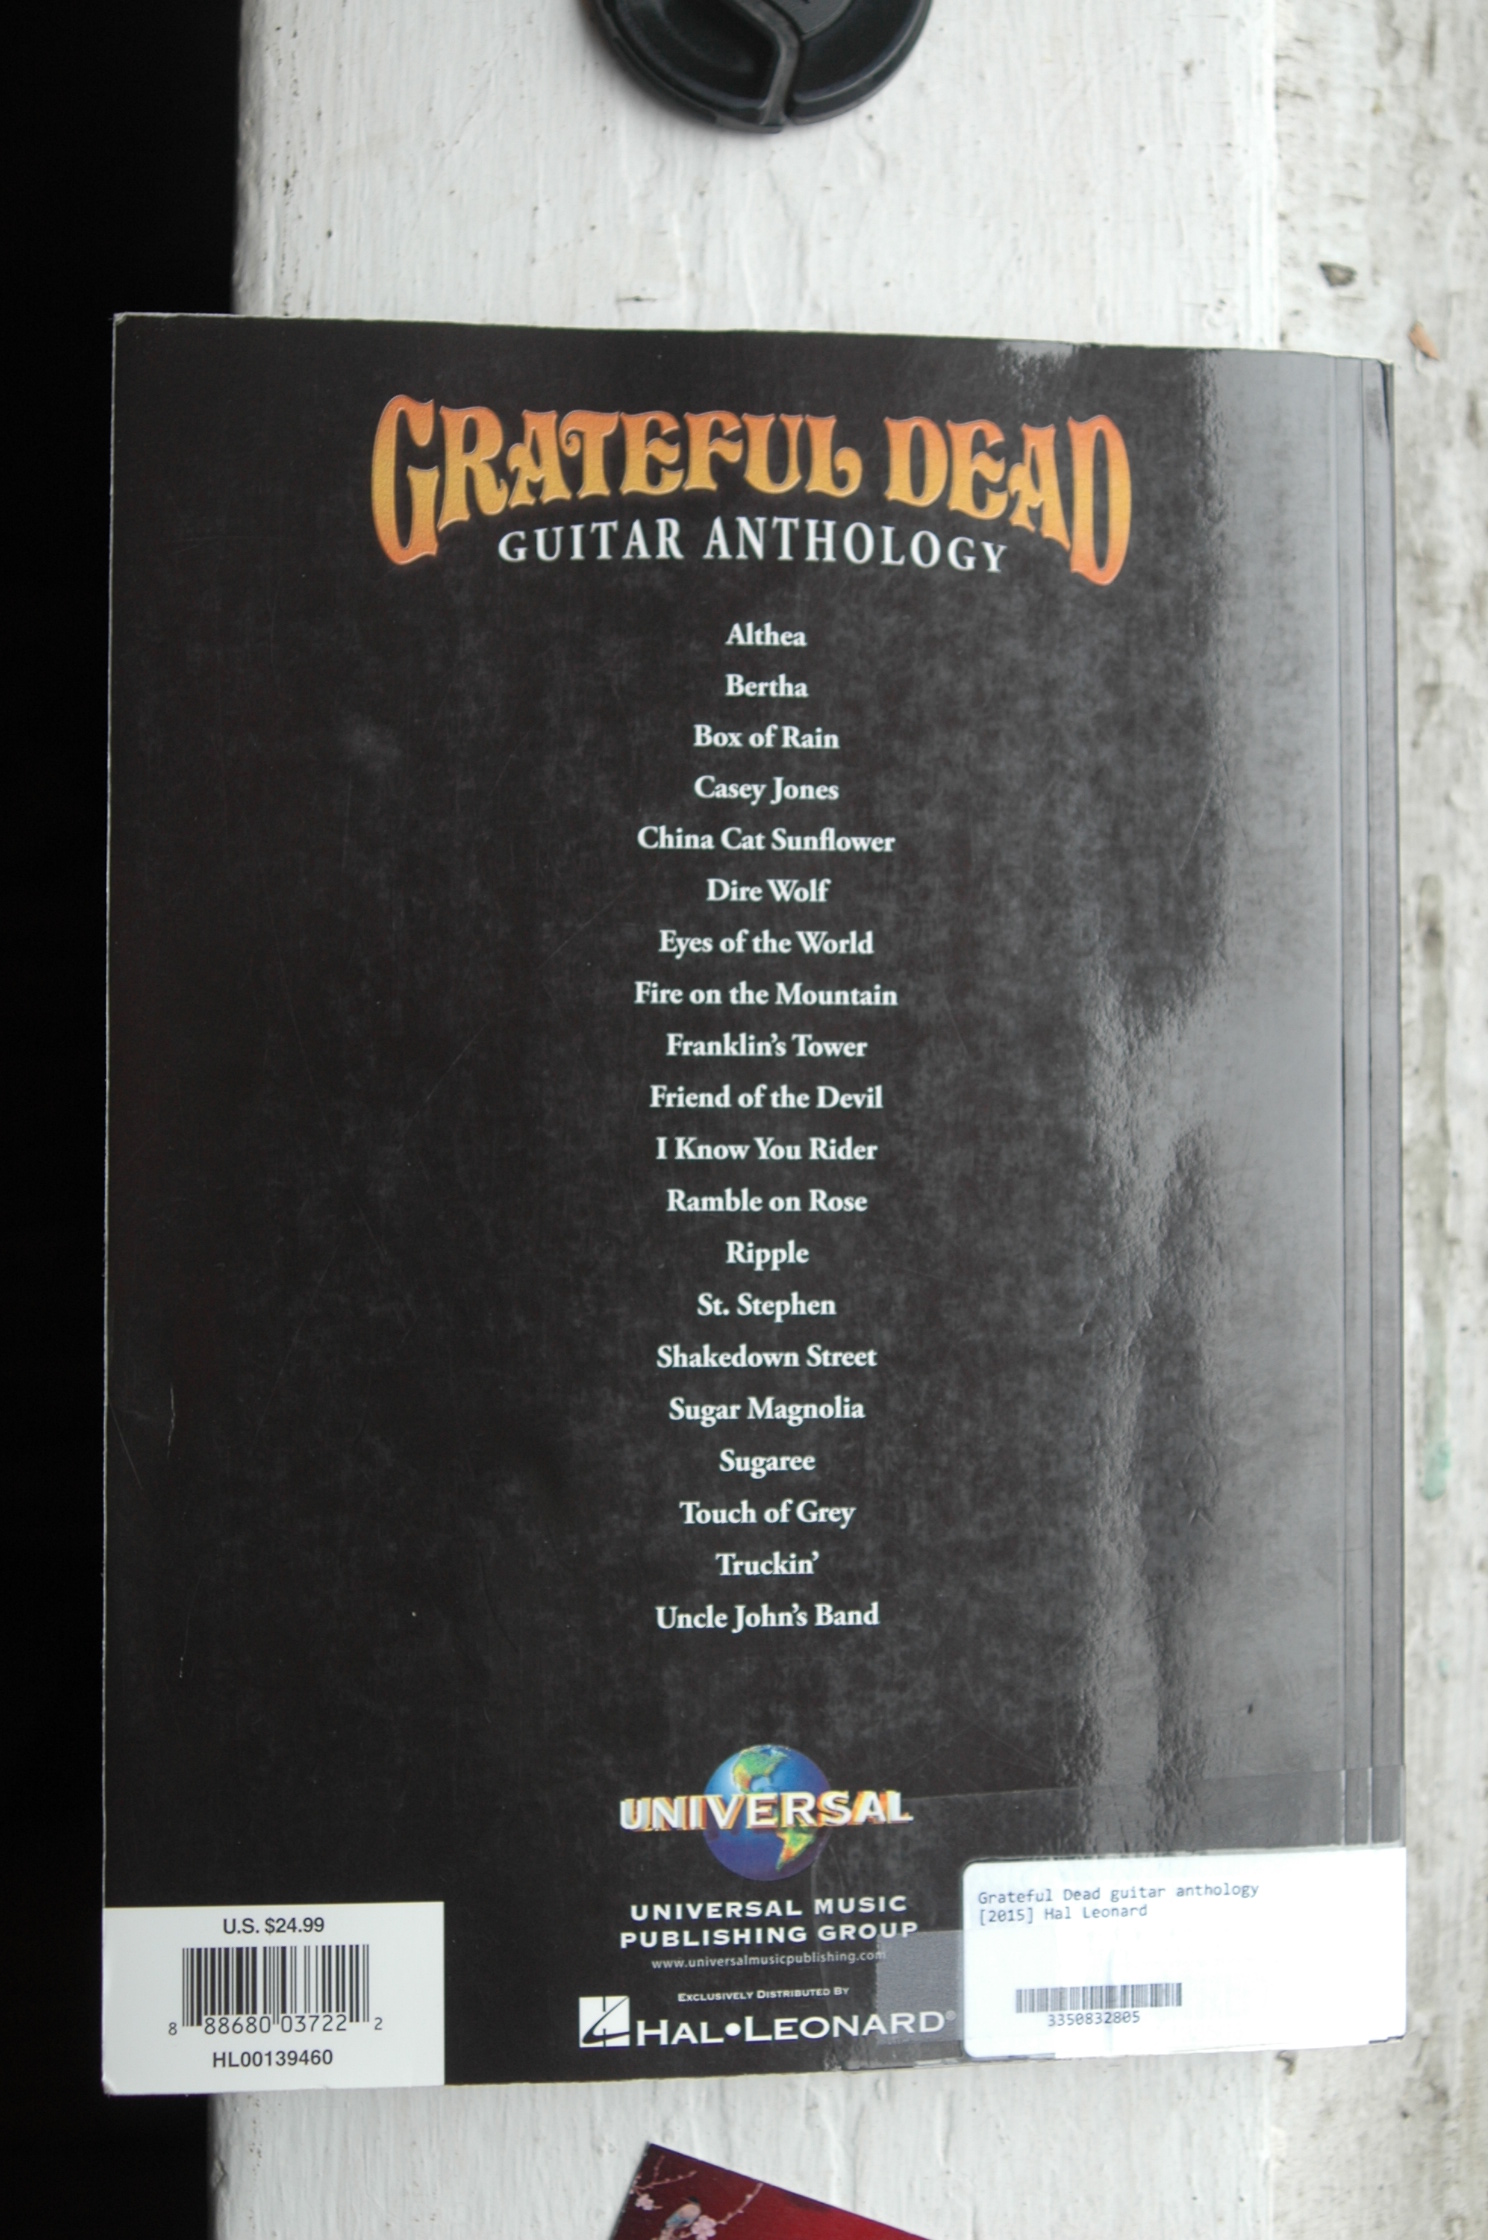 GRATEFUL DEAD
GUITAR ANTHOLOGY
Althea
Bertha
Box of Rain
Casey Jones
China Cat Sunflower
Dire Wolf
Eyes of the World
Fire on the Mountain
Franklin's Tower
Friend of the Devil
I Know You Rider
Ramble on Rose
Ripple
St. Stephen
Shakedown Street
Sugar Magnolia
Sugaree
Touch of Grey
Truckin'
Uncle John's Band
UNIVERSAL
UNIVERSAL MUSIC
PUBLISHING GROUP
www.universalmusicpublishing.com
EXCLUSIVELY DISTRIBUTED BY
HAL•LEONARD®
U.S. $24.99
8 88680 03722 2
HL00139460
Grateful Dead guitar anthology
[2015] Hal Leonard
3350832805